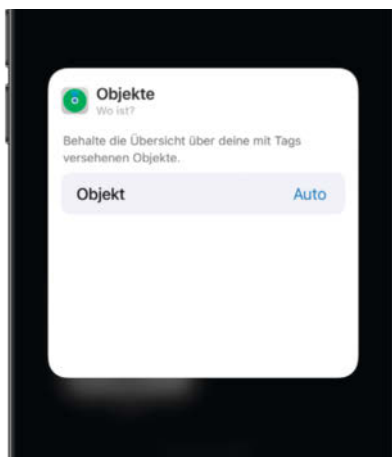 Objekte
Wo ist?
Behalte die Übersicht über deine mit Tags
versehenen Objekte.
Objekt Auto